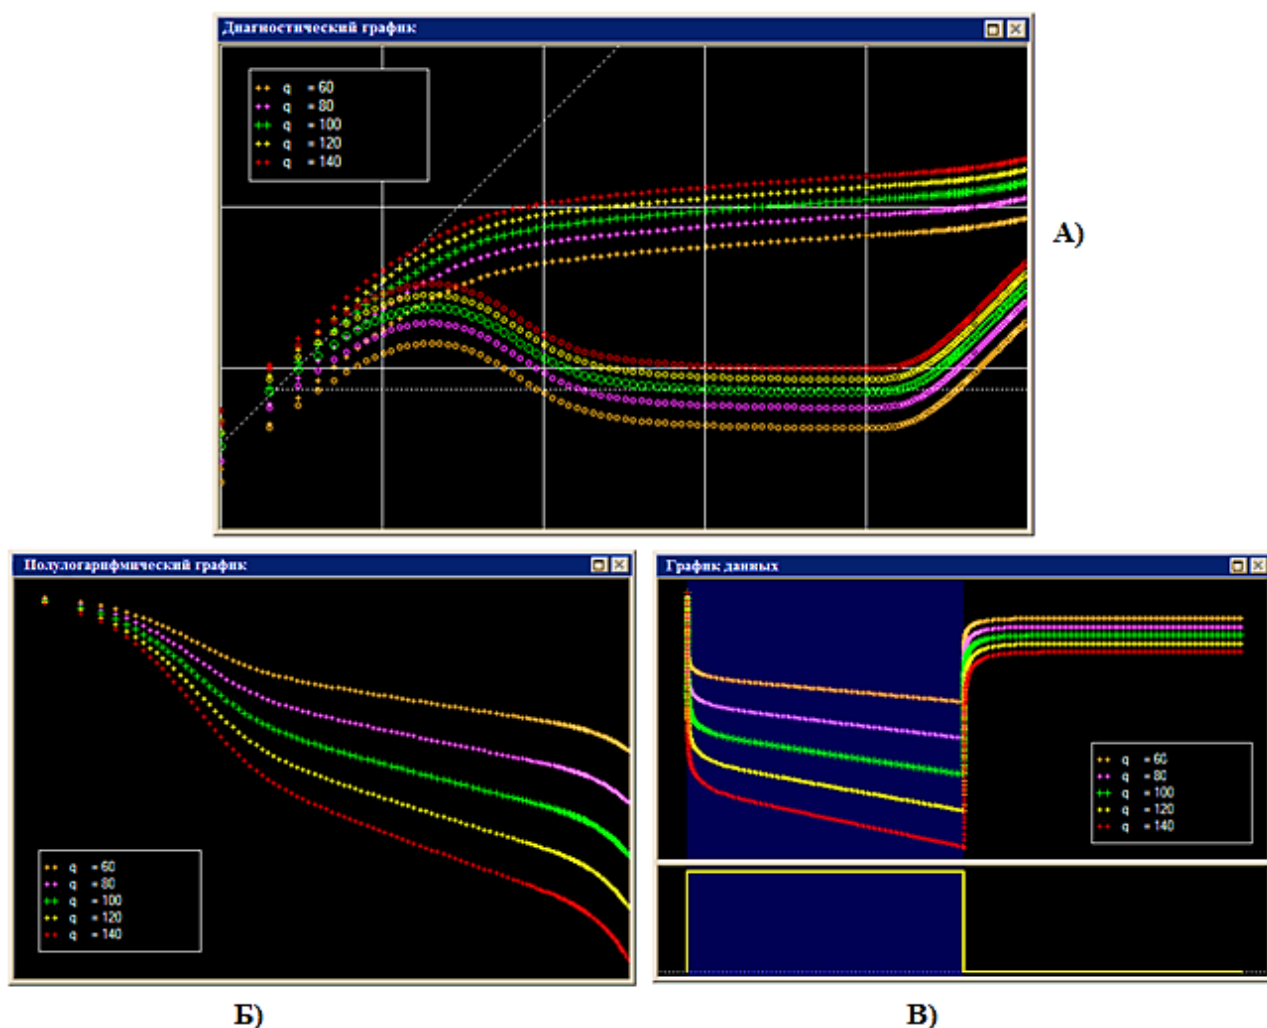 Диагностический график
q = 60
q = 80
q = 100
q = 120
q = 140
А)
Полулогарифмический график
q = 60
q = 80
q = 100
q = 120
q = 140
Б)
График данных
q = 60
q = 80
q = 100
q = 120
q = 140
В)